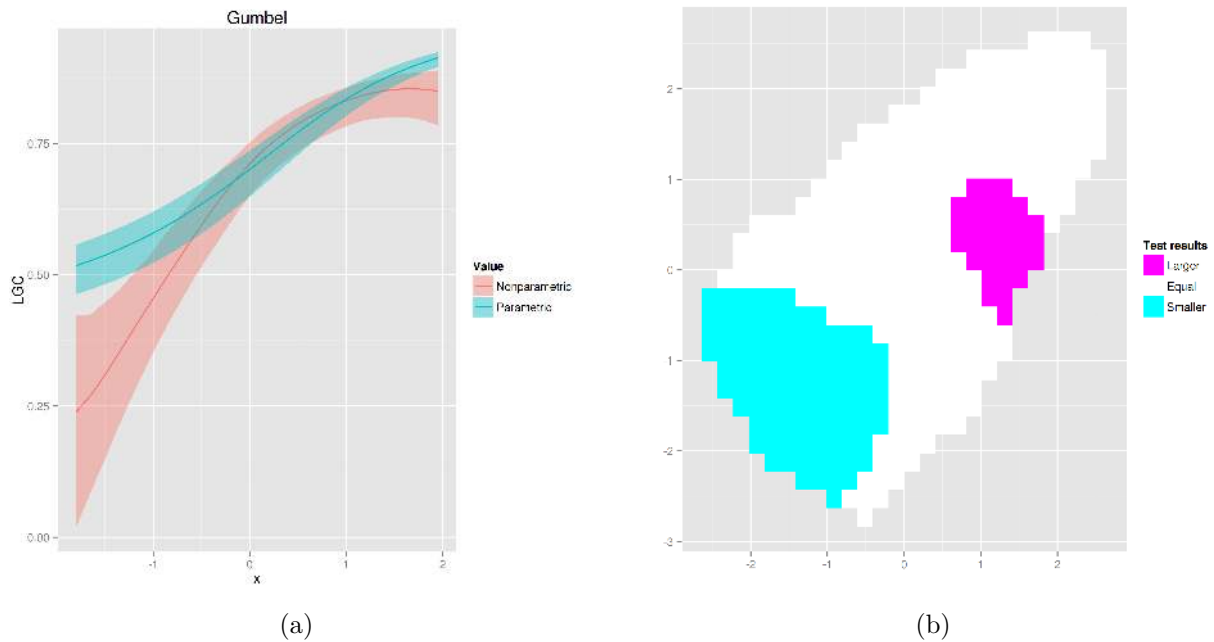 Gumbel
LGC
0.75
0.50
0.25
0.00
-1
0
1
2
x
Value
Nonparametric
Parametric
(a)
2
1
0
-1
-2
-3
-2
-1
0
1
2
Test results
Larger
Equal
Smaller
(b)